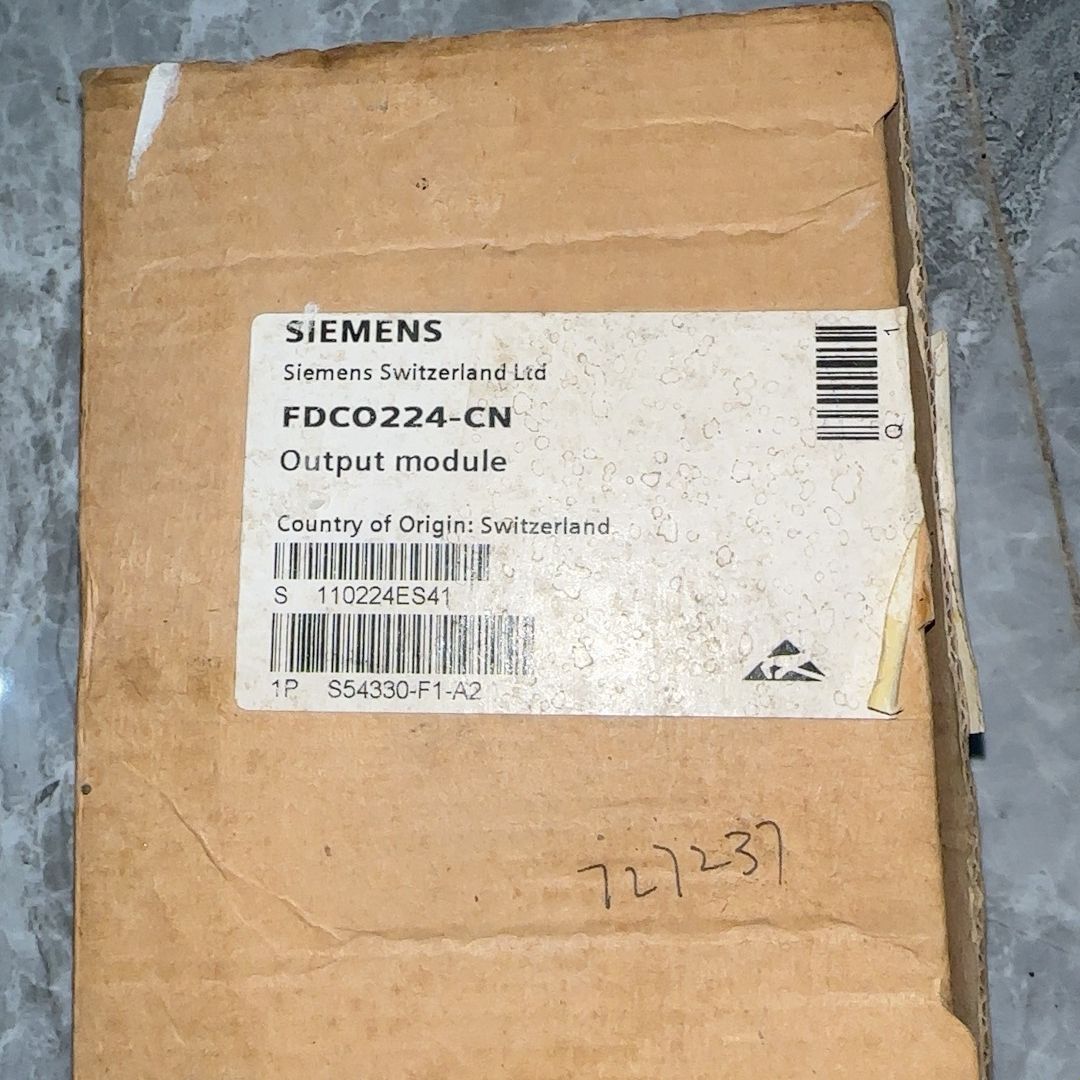 SIEMENS
Siemens Switzerland Ltd
FDCO224-CN
Output module
Country of Origin: Switzerland
S 110224ES41
1P S54330-F1-A2
Q 1
727237